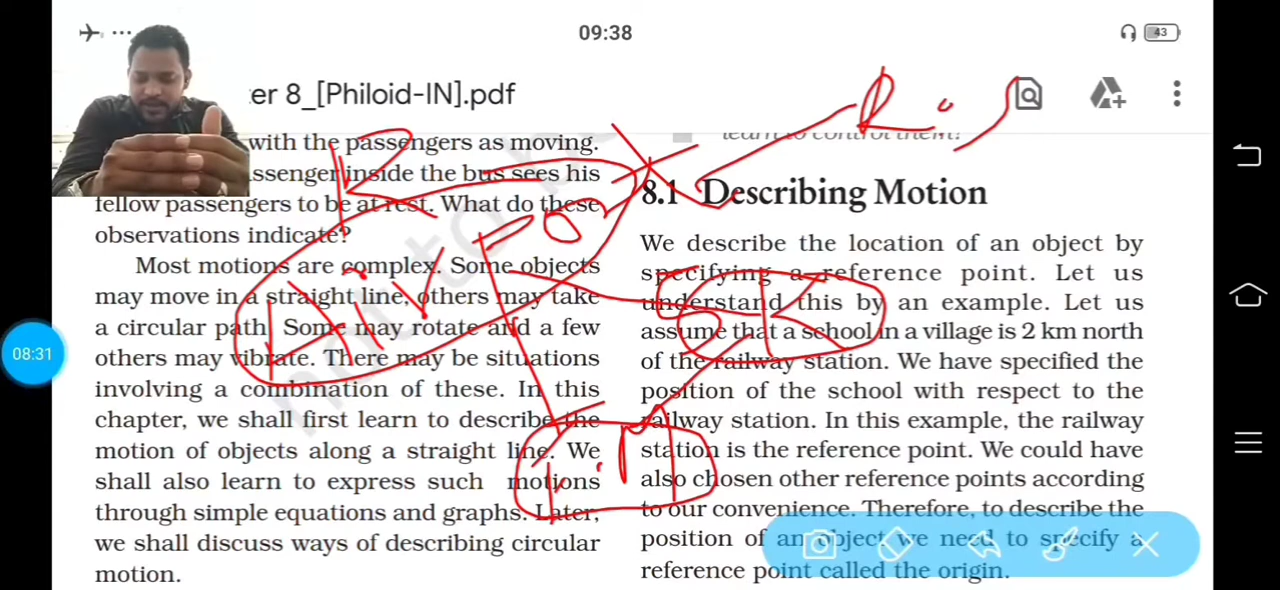 09:38
43
er 8_[Philoid-IN].pdf
with the passengers as moving.
ssenger inside the bus sees his
fellow passengers to be at rest. What do these
observations indicate?
Most motions are complex. Some objects
may move in a straight line, others may take
a circular path. Some may rotate and a few
others may vibrate. There may be situations
involving a combination of these. In this
chapter, we shall first learn to describe the
motion of objects along a straight line. We
shall also learn to express such motions
through simple equations and graphs. Later,
we shall discuss ways of describing circular
motion.
learn to control them?
8.1 Describing Motion
We describe the location of an object by
specifying a reference point. Let us
understand this by an example. Let us
assume that a school in a village is 2 km north
of the railway station. We have specified the
position of the school with respect to the
railway station. In this example, the railway
station is the reference point. We could have
also chosen other reference points according
to our convenience. Therefore, to describe the
position of an object we need to specify a
reference point called the origin.
08:31